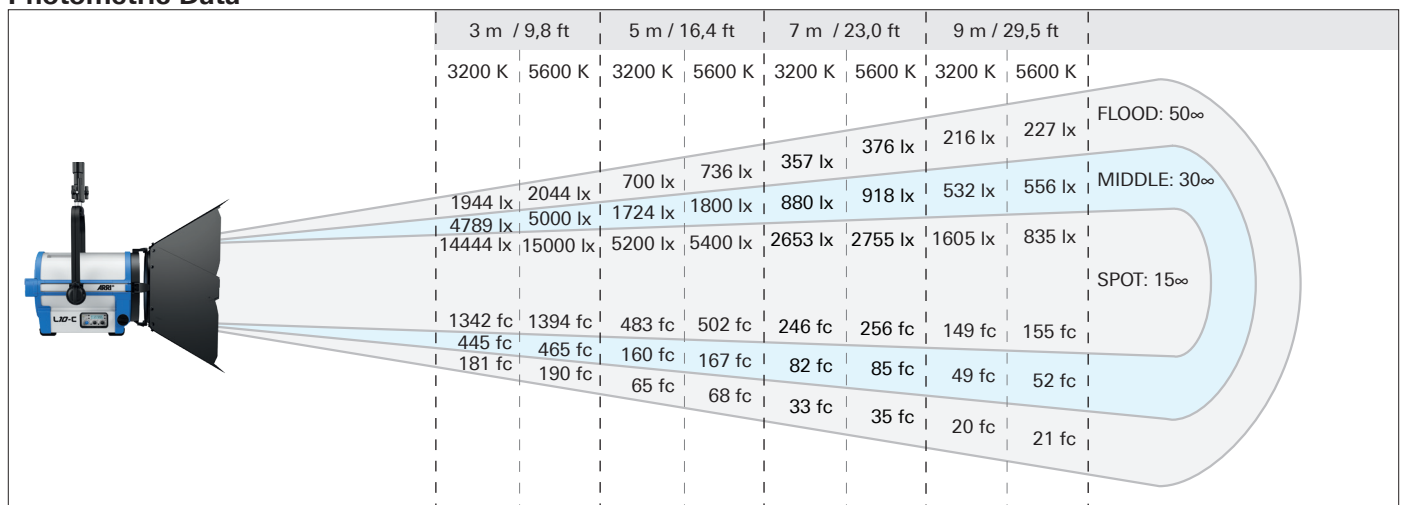 Photometric Data
3 m / 9,8 ft 5 m / 16,4 ft 7 m / 23,0 ft 9 m / 29,5 ft
3200 K 5600 K 3200 K 5600 K 3200 K 5600 K 3200 K 5600 K
FLOOD: 50∞
1944 lx 2044 lx 700 lx 736 lx 357 lx 376 lx 216 lx 227 lx
MIDDLE: 30∞
4789 lx 5000 lx 1724 lx 1800 lx 880 lx 918 lx 532 lx 556 lx
14444 lx 15000 lx 5200 lx 5400 lx 2653 lx 2755 lx 1605 lx 835 lx
SPOT: 15∞
ARRI
L10-C
1342 fc 1394 fc 483 fc 502 fc 246 fc 256 fc 149 fc 155 fc
445 fc 465 fc 160 fc 167 fc 82 fc 85 fc 49 fc 52 fc
181 fc 190 fc 65 fc 68 fc 33 fc 35 fc 20 fc 21 fc